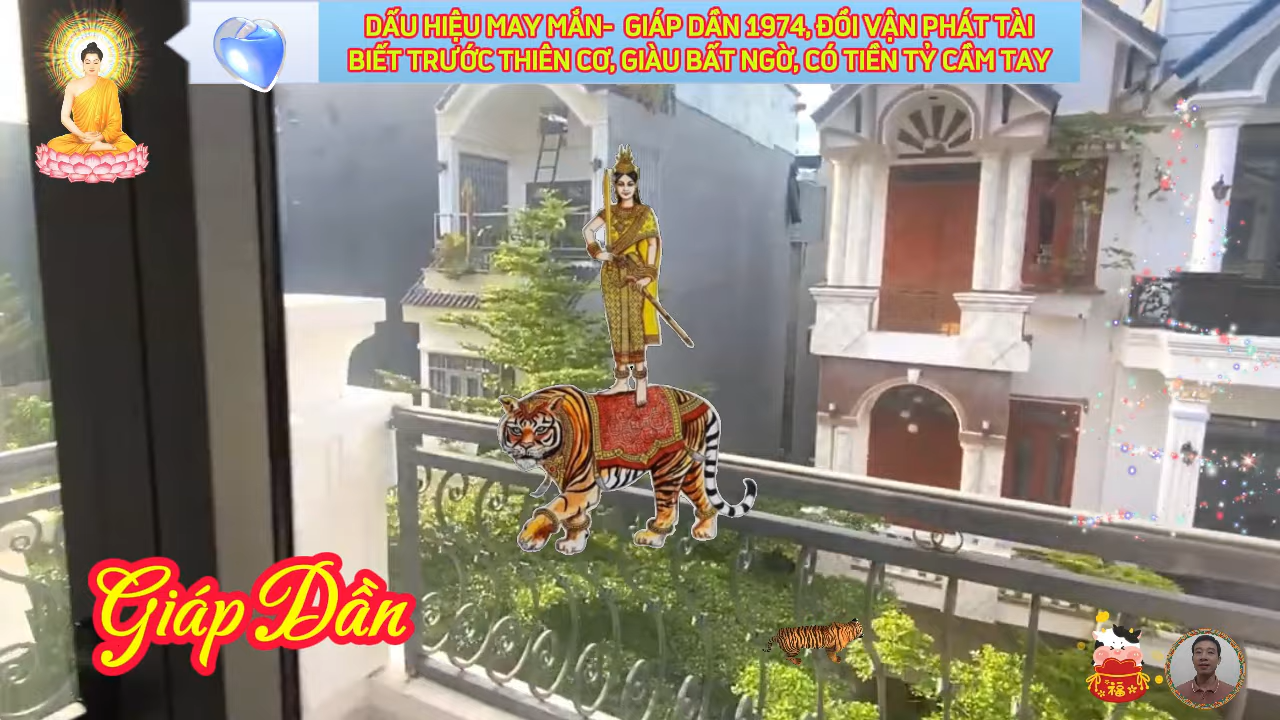 DẤU HIỆU MAY MẮN- GIÁP DẦN 1974, ĐỔI VẬN PHÁT TÀI
BIẾT TRƯỚC THIÊN CƠ, GIÀU BẤT NGỜ, CÓ TIỀN TỶ CẦM TAY
Giáp Dần
福